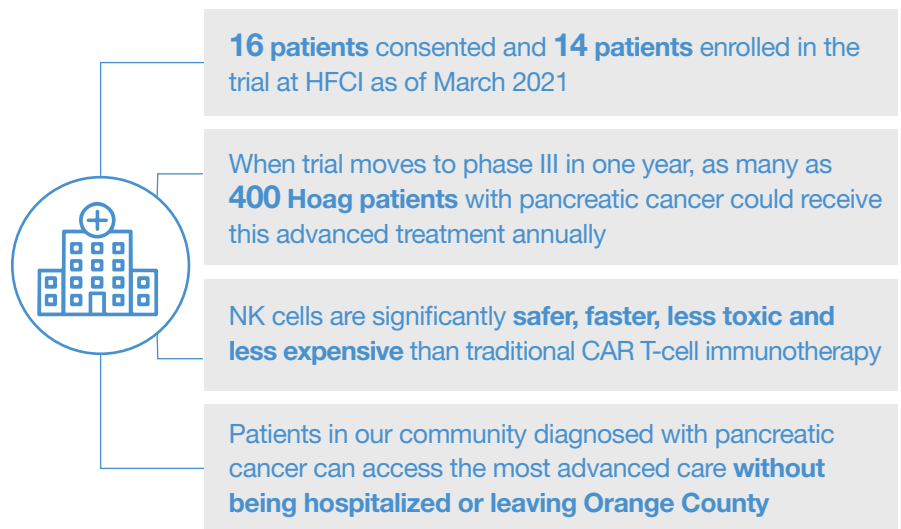 16 patients consented and 14 patients enrolled in the
trial at HFCI as of March 2021
When trial moves to phase III in one year, as many as
400 Hoag patients with pancreatic cancer could receive
this advanced treatment annually
NK cells are significantly safer, faster, less toxic and
less expensive than traditional CAR T-cell immunotherapy
Patients in our community diagnosed with pancreatic
cancer can access the most advanced care without
being hospitalized or leaving Orange County